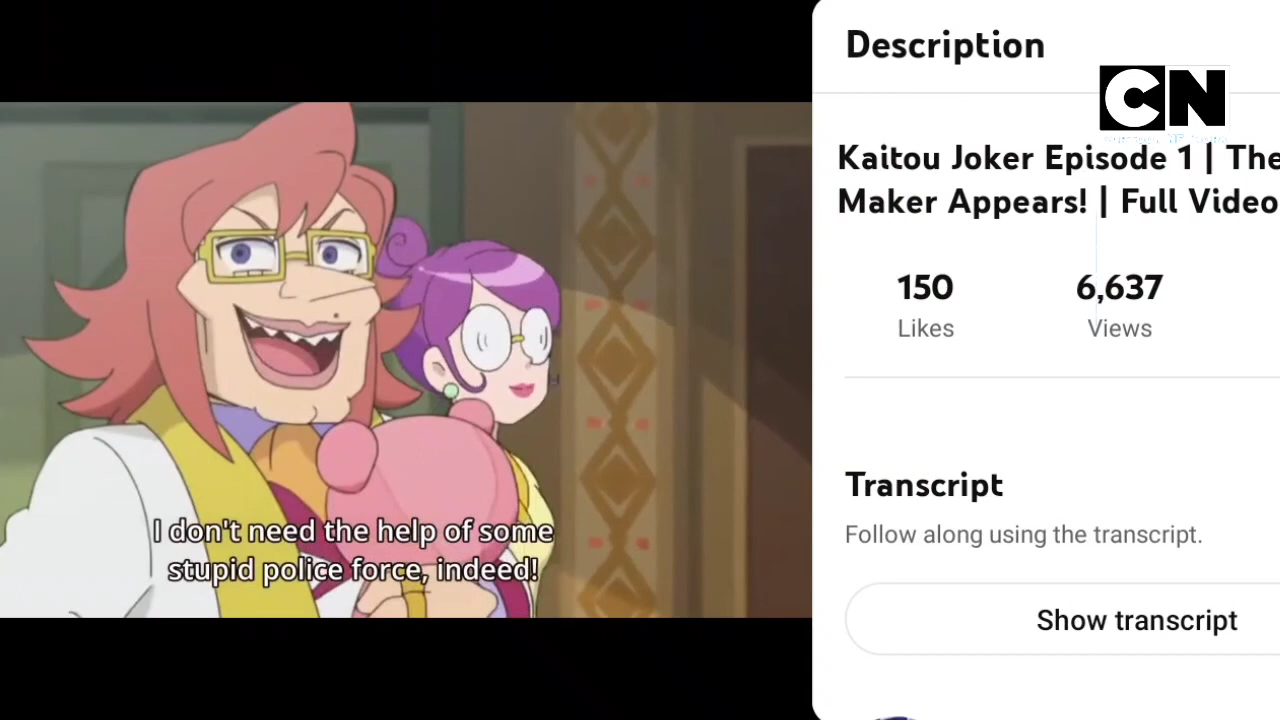 I don't need the help of some
stupid police force, indeed!
Description
CN
Kaitou Joker Episode 1 | The
Maker Appears! | Full Video
150
6,637
Likes
Views
Transcript
Follow along using the transcript.
Show transcript